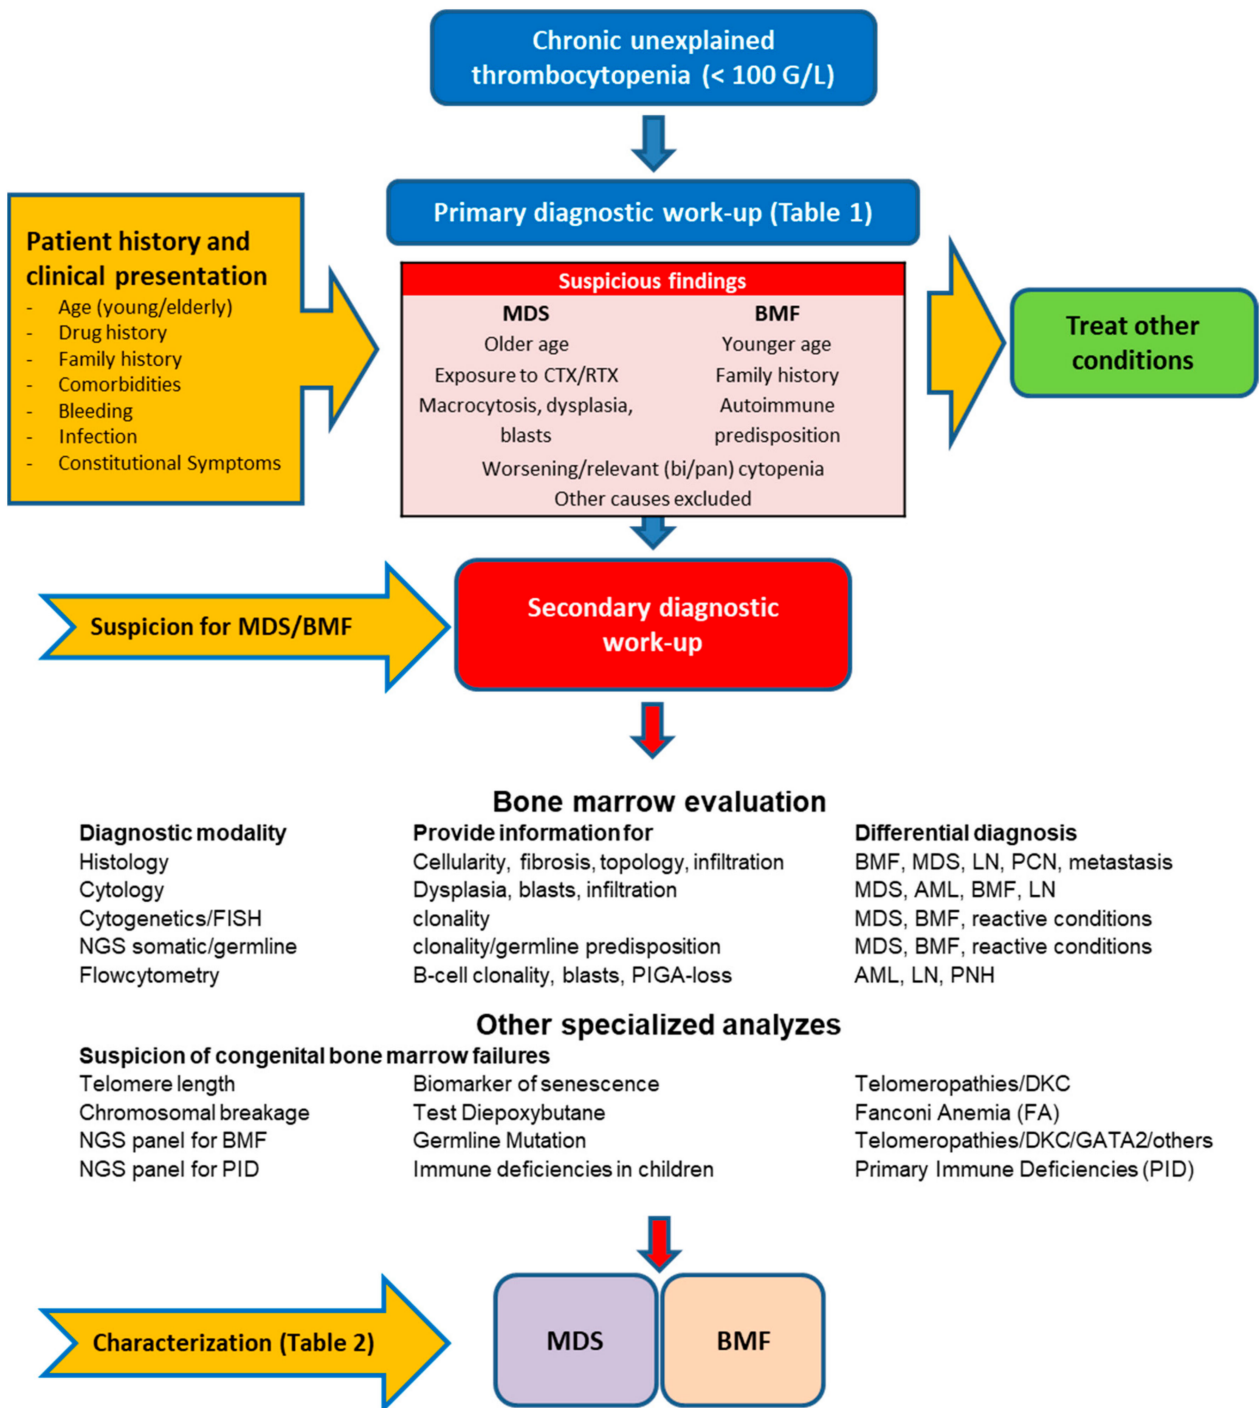 Chronic unexplained
thrombocytopenia (< 100 G/L)
Primary diagnostic work-up (Table 1)
Patient history and
clinical presentation
- Age (young/elderly)
- Drug history
- Family history
- Comorbidities
- Bleeding
- Infection
- Constitutional Symptoms
Suspicious findings
MDS BMF
Older age Younger age
Exposure to CTX/RTX Family history
Macrocytosis, dysplasia, Autoimmune
blasts predisposition
Worsening/relevant (bi/pan) cytopenia
Other causes excluded
Treat other
conditions
Suspicion for MDS/BMF
Secondary diagnostic
work-up
Bone marrow evaluation
Diagnostic modality Provide information for Differential diagnosis
Histology Cellularity, fibrosis, topology, infiltration BMF, MDS, LN, PCN, metastasis
Cytology Dysplasia, blasts, infiltration MDS, AML, BMF, LN
Cytogenetics/FISH clonality MDS, BMF, reactive conditions
NGS somatic/germline clonality/germline predisposition MDS, BMF, reactive conditions
Flowcytometry B-cell clonality, blasts, PIGA-loss AML, LN, PNH
Other specialized analyzes
Suspicion of congenital bone marrow failures
Telomere length Biomarker of senescence Telomeropathies/DKC
Chromosomal breakage Test Diepoxybutane Fanconi Anemia (FA)
NGS panel for BMF Germline Mutation Telomeropathies/DKC/GATA2/others
NGS panel for PID Immune deficiencies in children Primary Immune Deficiencies (PID)
Characterization (Table 2)
MDS BMF